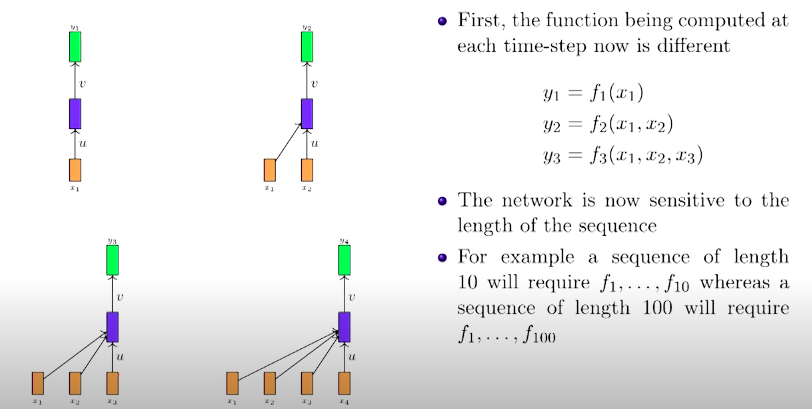 y₁
v
u
x₁
y₂
v
u
x₁ x₂
y₃
v
u
x₁ x₂ x₃
y₄
v
u
x₁ x₂ x₃ x₄
First, the function being computed at
each time-step now is different
y₁ = f₁(x₁)
y₂ = f₂(x₁, x₂)
y₃ = f₃(x₁, x₂, x₃)
The network is now sensitive to the
length of the sequence
For example a sequence of length
10 will require f₁, . . . , f₁₀ whereas a
sequence of length 100 will require
f₁, . . . , f₁₀₀